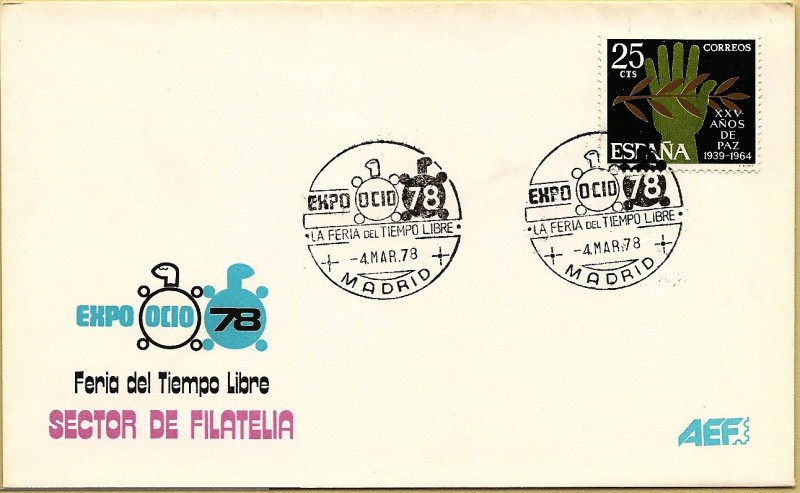 25 CORREOS
CTS
XXV
AÑOS
DE
PAZ
ESPAÑA 1939-1964
EXPO OCIO 78
LA FERIA DEL TIEMPO LIBRE
-4.MAR.78
MADRID
EXPO OCIO 78
LA FERIA DEL TIEMPO LIBRE
-4.MAR.78
MADRID
EXPO OCIO 78
Feria del Tiempo Libre
SECTOR DE FILATELIA
AEF